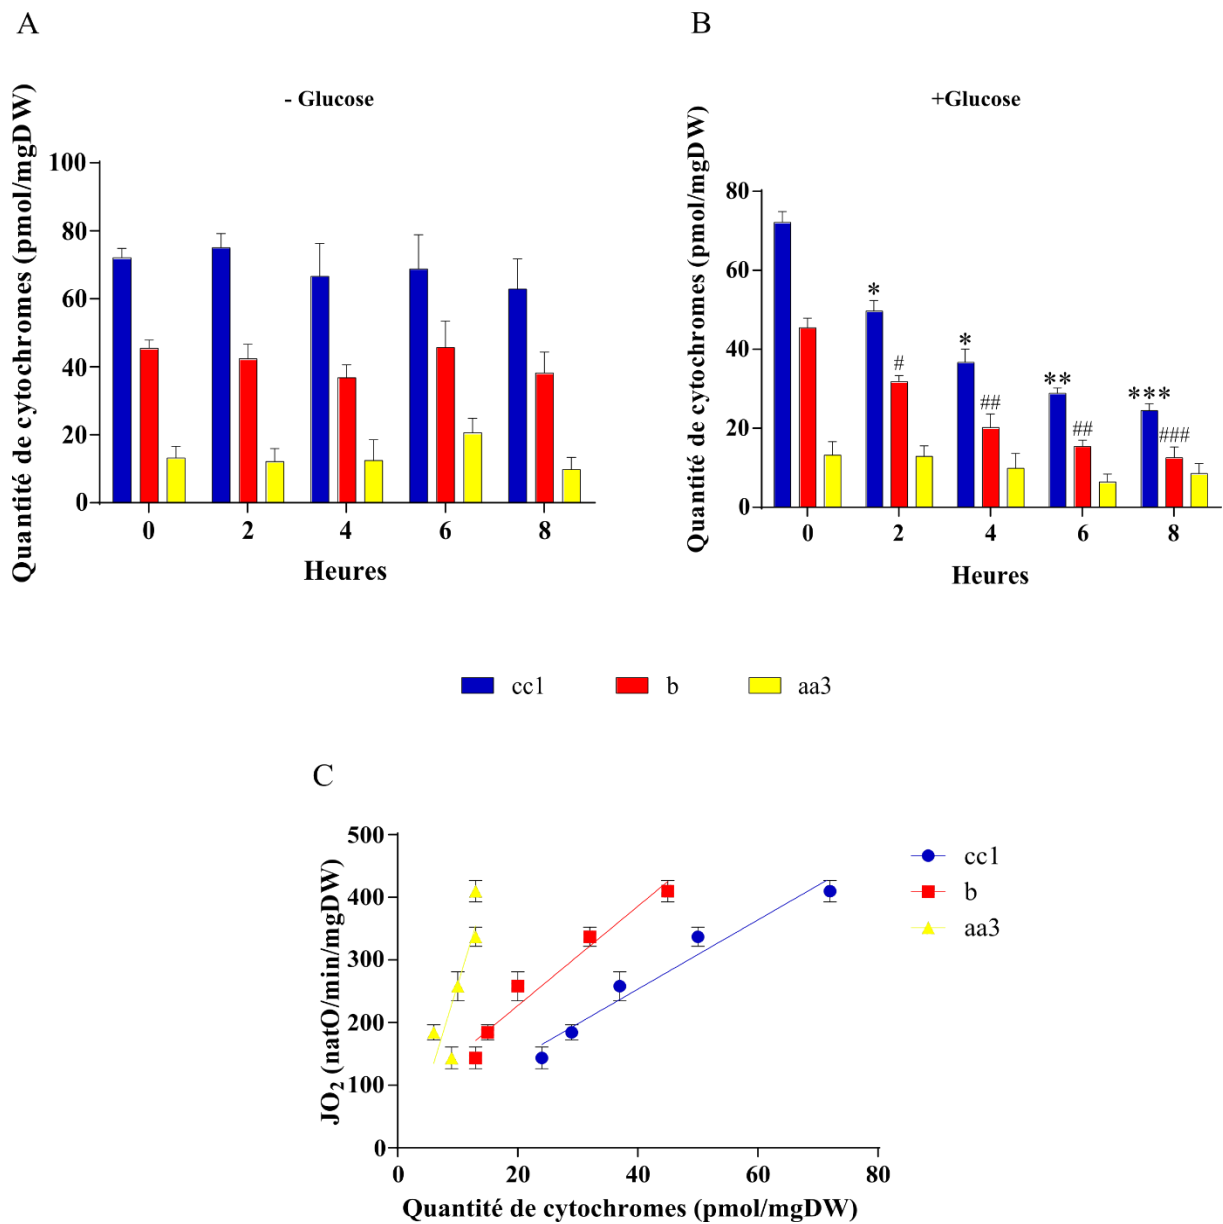 A
- Glucose
Quantité de cytochromes (pmol/mgDW)
100
80
60
40
20
0
0 2 4 6 8
Heures
B
+Glucose
Quantité de cytochromes (pmol/mgDW)
80
60
40
20
0
* # * ## ** ## *** ###
0 2 4 6 8
Heures
cc1 b aa3
C
JO2 (natO/min/mgDW)
500
400
300
200
100
0
0 20 40 60 80
Quantité de cytochromes (pmol/mgDW)
cc1
b
aa3